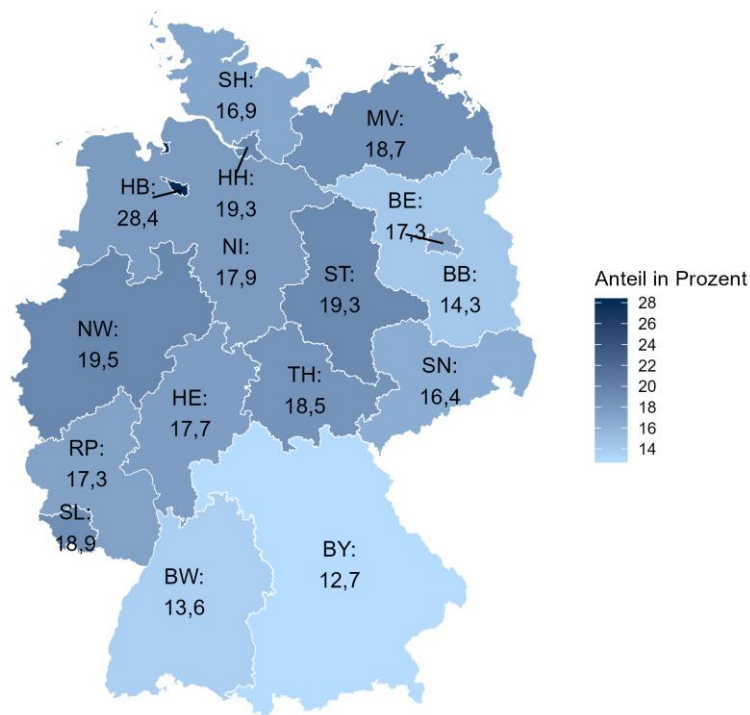 SH:
16,9
MV:
18,7
HB:
28,4
HH:
19,3
BE:
17,3
NI:
17,9
ST:
19,3
BB:
14,3
NW:
19,5
HE:
17,7
TH:
18,5
SN:
16,4
RP:
17,3
SL:
18,9
BW:
13,6
BY:
12,7
Anteil in Prozent
28
26
24
22
20
18
16
14